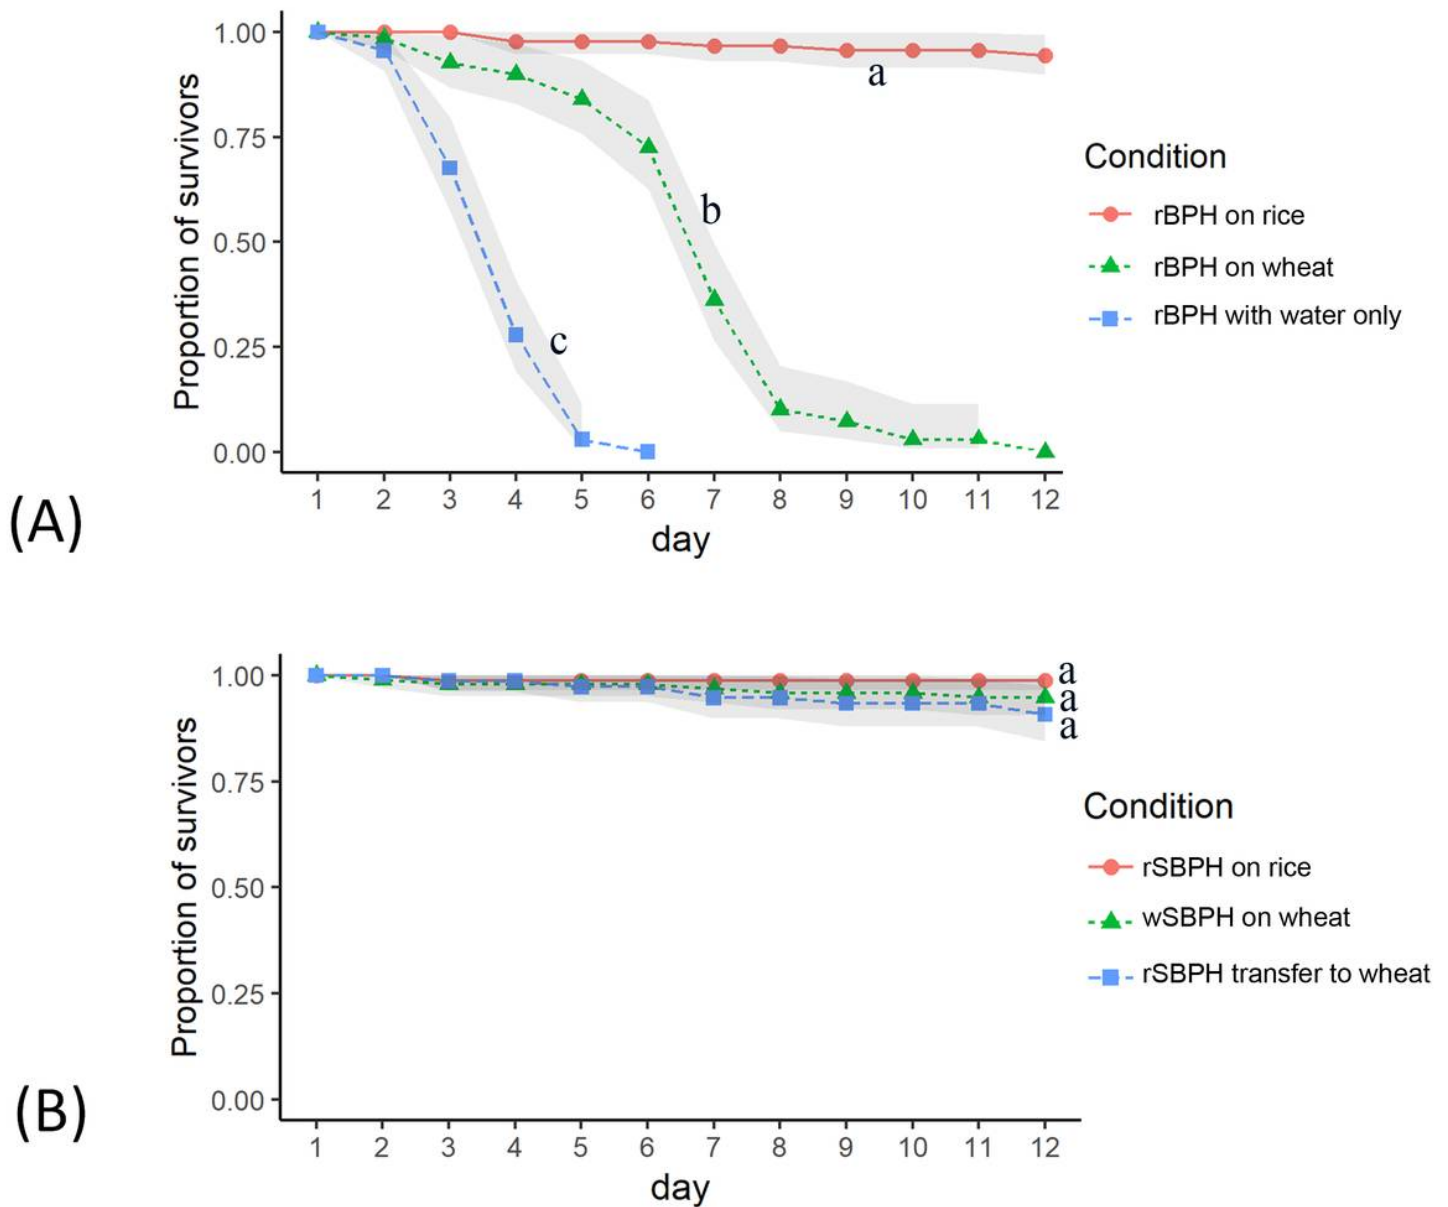 1.00
0.75
0.50
0.25
0.00
Proportion of survivors
a
b
c
1 2 3 4 5 6 7 8 9 10 11 12
day
Condition
rBPH on rice
rBPH on wheat
rBPH with water only
(A)
1.00
0.75
0.50
0.25
0.00
Proportion of survivors
a
a
a
1 2 3 4 5 6 7 8 9 10 11 12
day
Condition
rSBPH on rice
wSBPH on wheat
rSBPH transfer to wheat
(B)